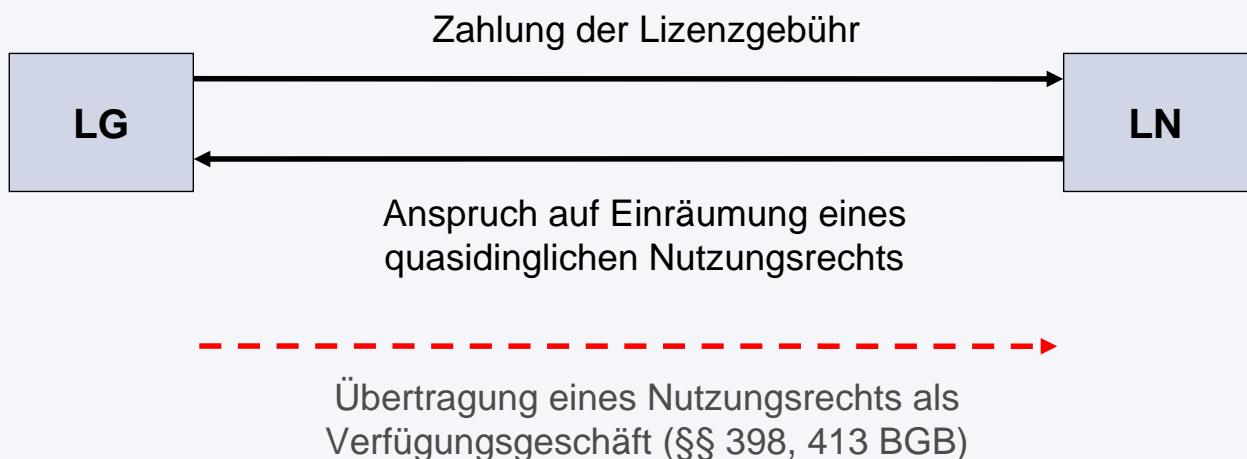 Zahlung der Lizenzgebühr
LG
LN
Anspruch auf Einräumung eines
quasidinglichen Nutzungsrechts
Übertragung eines Nutzungsrechts als
Verfügungsgeschäft (§§ 398, 413 BGB)